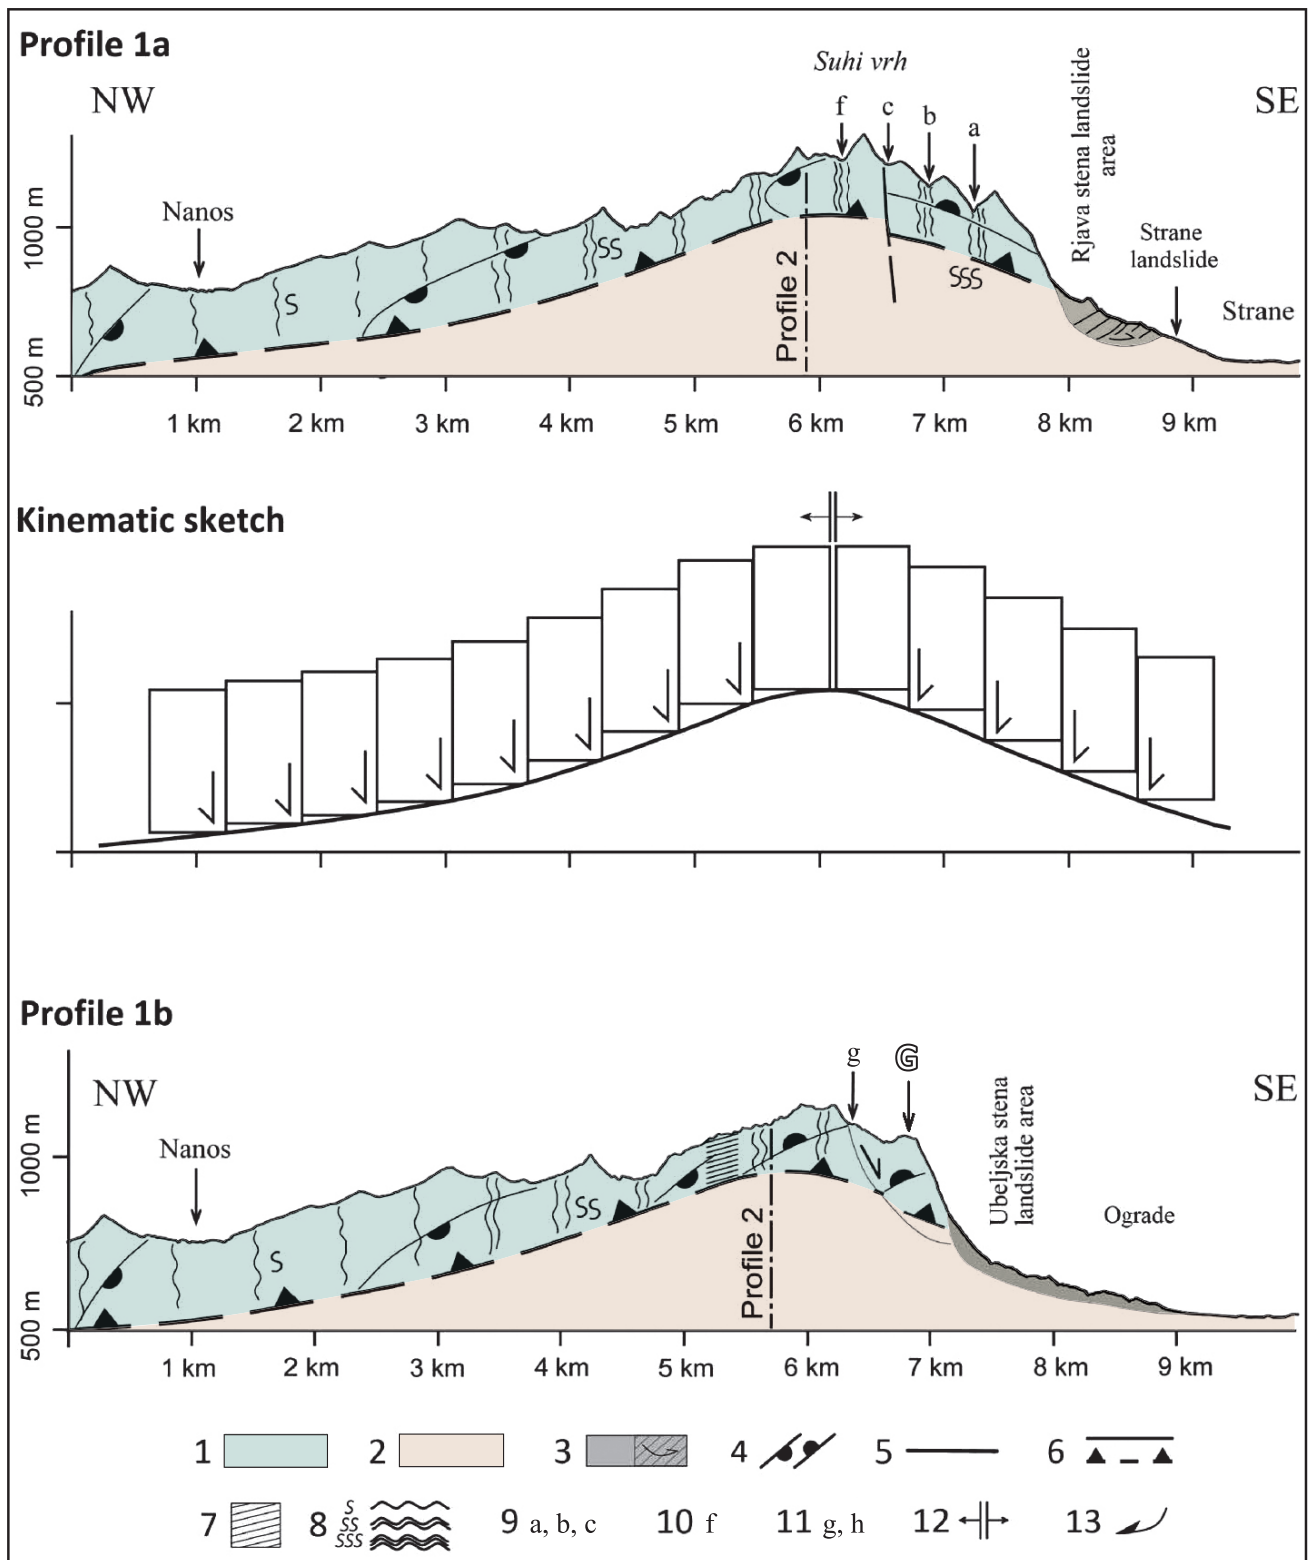 Profile 1a
NW
SE
Suhi vrh
f
c
b
a
Rjava stena landslide
area
Nanos
Strane
landslide
Strane
1000 m
500 m
S
SS
SSS
Profile 2
1 km
2 km
3 km
4 km
5 km
6 km
7 km
8 km
9 km
Kinematic sketch
Profile 1b
NW
SE
g
G
Nanos
Ubeljska stena
landslide area
Ograde
1000 m
500 m
S
SS
Profile 2
1 km
2 km
3 km
4 km
5 km
6 km
7 km
8 km
9 km
1
2
3
4
5
6
7
8
S
SS
SSS
9 a, b, c
10 f
11 g, h
12
13